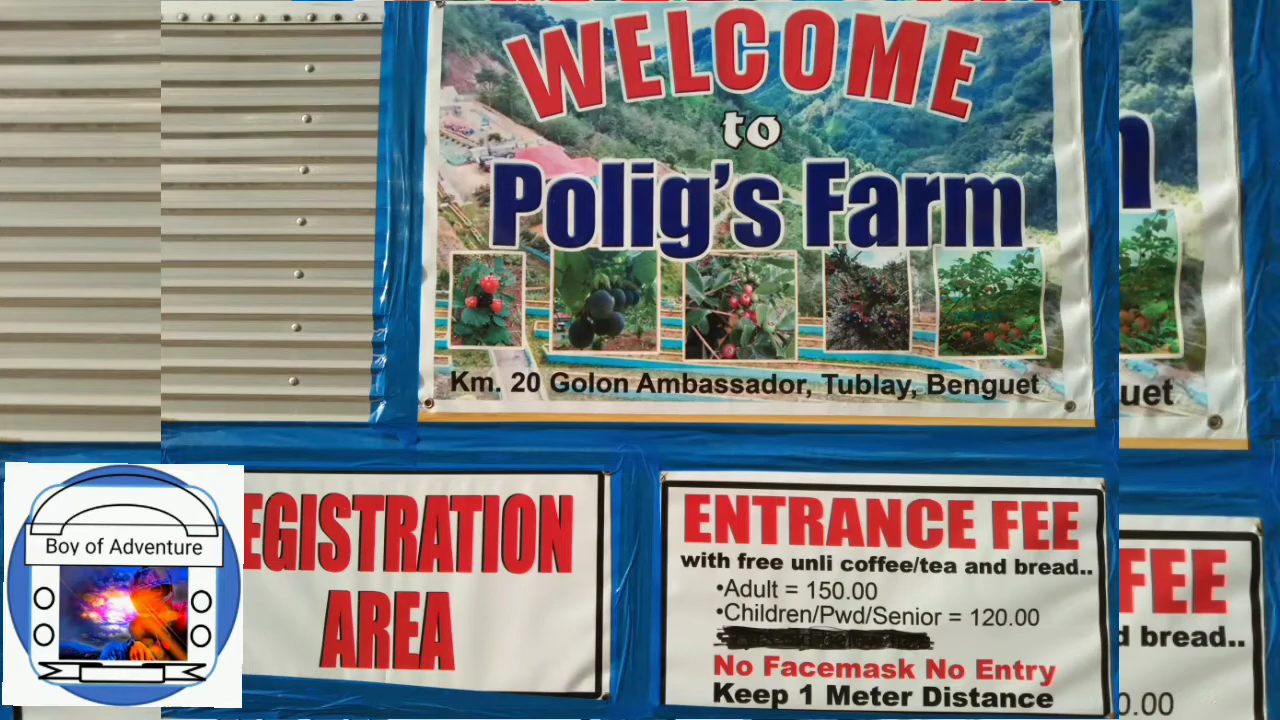 WELCOME
to
Polig's Farm
Km. 20 Golon Ambassador, Tublay, Benguet
EGISTRATION
AREA
ENTRANCE FEE
with free unli coffee/tea and bread..
•Adult = 150.00
•Children/Pwd/Senior = 120.00
No Facemask No Entry
Keep 1 Meter Distance
Boy of Adventure
m
uet
FEE
d bread..
0.00